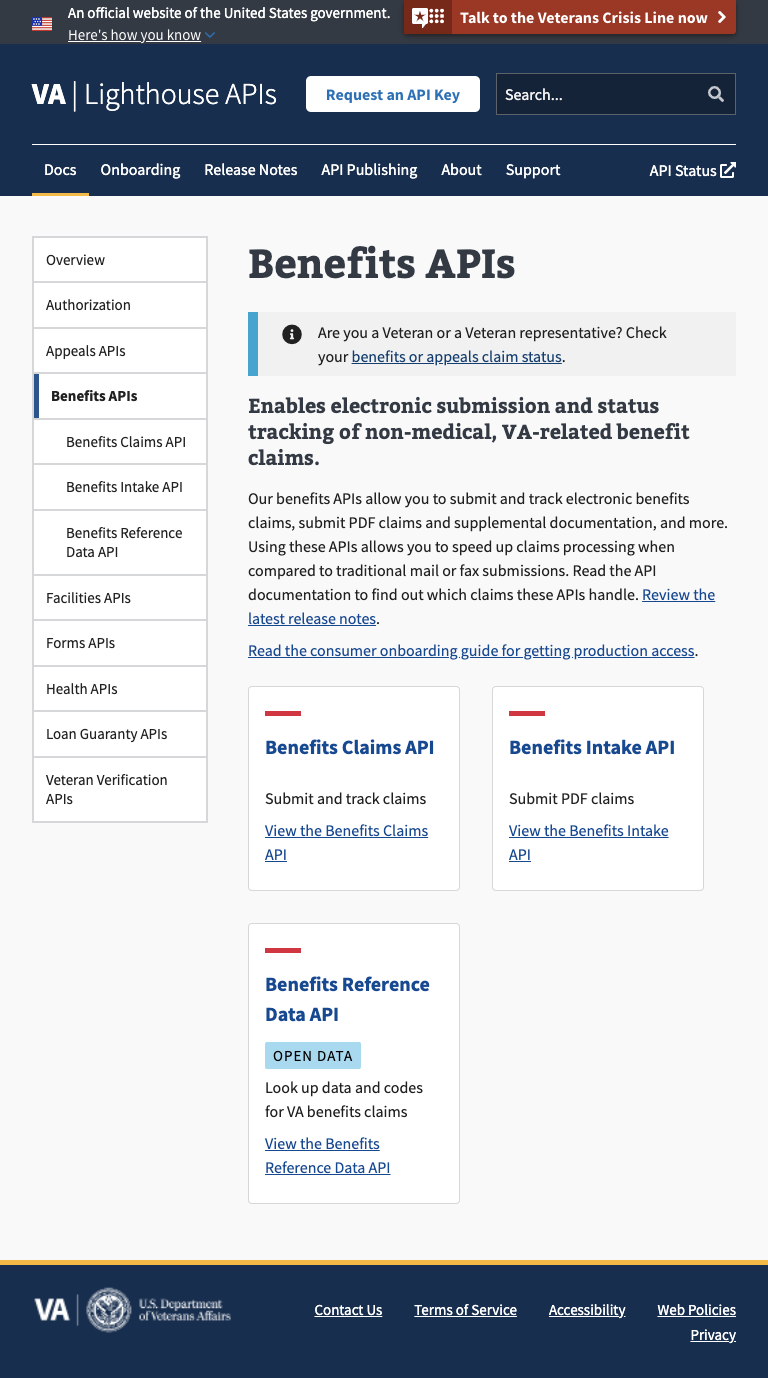 An official website of the United States government.
Here's how you know
Talk to the Veterans Crisis Line now
VA | Lighthouse APIs
Request an API Key
Search...
Docs
Onboarding
Release Notes
API Publishing
About
Support
API Status
Overview
Authorization
Appeals APIs
Benefits APIs
Benefits Claims API
Benefits Intake API
Benefits Reference
Data API
Facilities APIs
Forms APIs
Health APIs
Loan Guaranty APIs
Veteran Verification
APIs
Benefits APIs
Are you a Veteran or a Veteran representative? Check
your benefits or appeals claim status.
Enables electronic submission and status
tracking of non-medical, VA-related benefit
claims.
Our benefits APIs allow you to submit and track electronic benefits
claims, submit PDF claims and supplemental documentation, and more.
Using these APIs allows you to speed up claims processing when
compared to traditional mail or fax submissions. Read the API
documentation to find out which claims these APIs handle. Review the
latest release notes.
Read the consumer onboarding guide for getting production access.
Benefits Claims API
Submit and track claims
View the Benefits Claims
API
Benefits Intake API
Submit PDF claims
View the Benefits Intake
API
Benefits Reference
Data API
OPEN DATA
Look up data and codes
for VA benefits claims
View the Benefits
Reference Data API
VA
U.S. Department
of Veterans Affairs
Contact Us
Terms of Service
Accessibility
Web Policies
Privacy